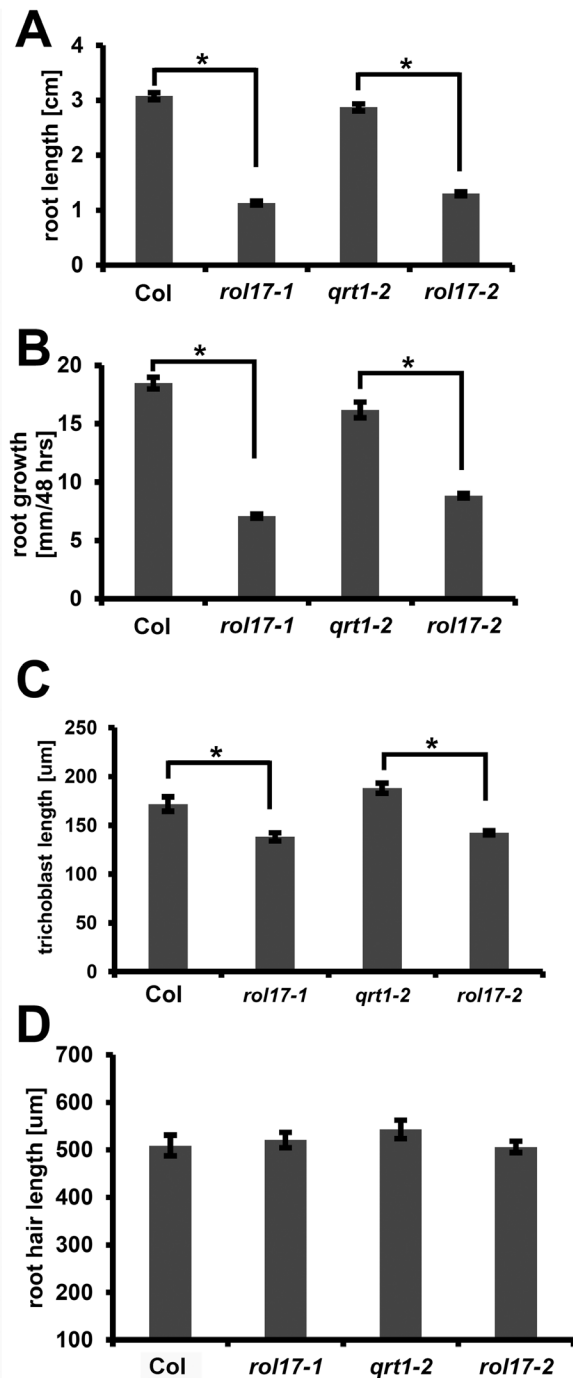 A
root length [cm]
4
3
2
1
0
*
*
Col
rol17-1
qrt1-2
rol17-2
B
root growth
[mm/48 hrs]
20
15
10
5
0
*
*
Col
rol17-1
qrt1-2
rol17-2
C
trichoblast length [um]
250
200
150
100
50
0
*
*
Col
rol17-1
qrt1-2
rol17-2
D
root hair length [um]
700
600
500
400
300
200
100
Col
rol17-1
qrt1-2
rol17-2